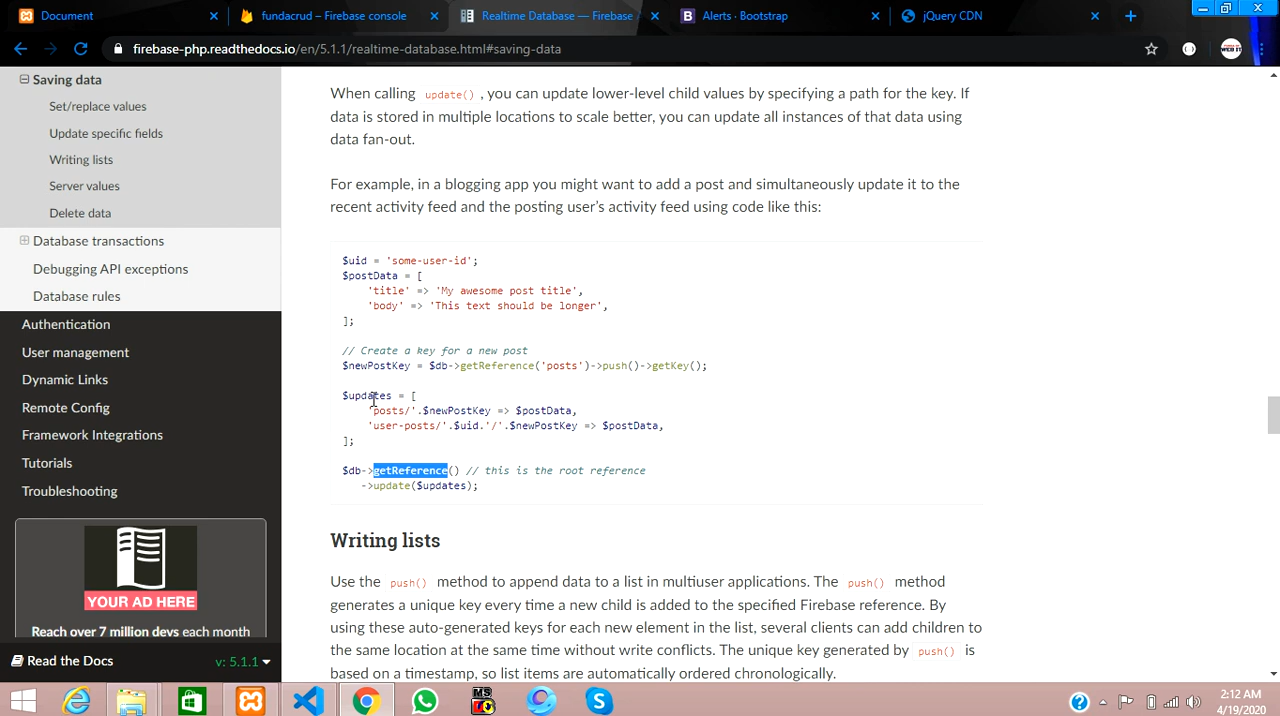 Document
fundacrud – Firebase console
Realtime Database — Firebase
Alerts · Bootstrap
jQuery CDN
firebase-php.readthedocs.io/en/5.1.1/realtime-database.html#saving-data
Saving data
Set/replace values
Update specific fields
Writing lists
Server values
Delete data
Database transactions
Debugging API exceptions
Database rules
Authentication
User management
Dynamic Links
Remote Config
Framework Integrations
Tutorials
Troubleshooting
YOUR AD HERE
Reach over 7 million devs each month
Read the Docs
v: 5.1.1
When calling update() , you can update lower-level child values by specifying a path for the key. If
data is stored in multiple locations to scale better, you can update all instances of that data using
data fan-out.
For example, in a blogging app you might want to add a post and simultaneously update it to the
recent activity feed and the posting user's activity feed using code like this:
$uid = 'some-user-id';
$postData = [
'title' => 'My awesome post title',
'body' => 'This text should be longer',
];
// Create a key for a new post
$newPostKey = $db->getReference('posts')->push()->getKey();
$updates = [
'posts/'.$newPostKey => $postData,
'user-posts/'.$uid.'/'.$newPostKey => $postData,
];
$db->getReference() // this is the root reference
->update($updates);
Writing lists
Use the push() method to append data to a list in multiuser applications. The push() method
generates a unique key every time a new child is added to the specified Firebase reference. By
using these auto-generated keys for each new element in the list, several clients can add children to
the same location at the same time without write conflicts. The unique key generated by push() is
based on a timestamp, so list items are automatically ordered chronologically.
2:12 AM
4/19/2020